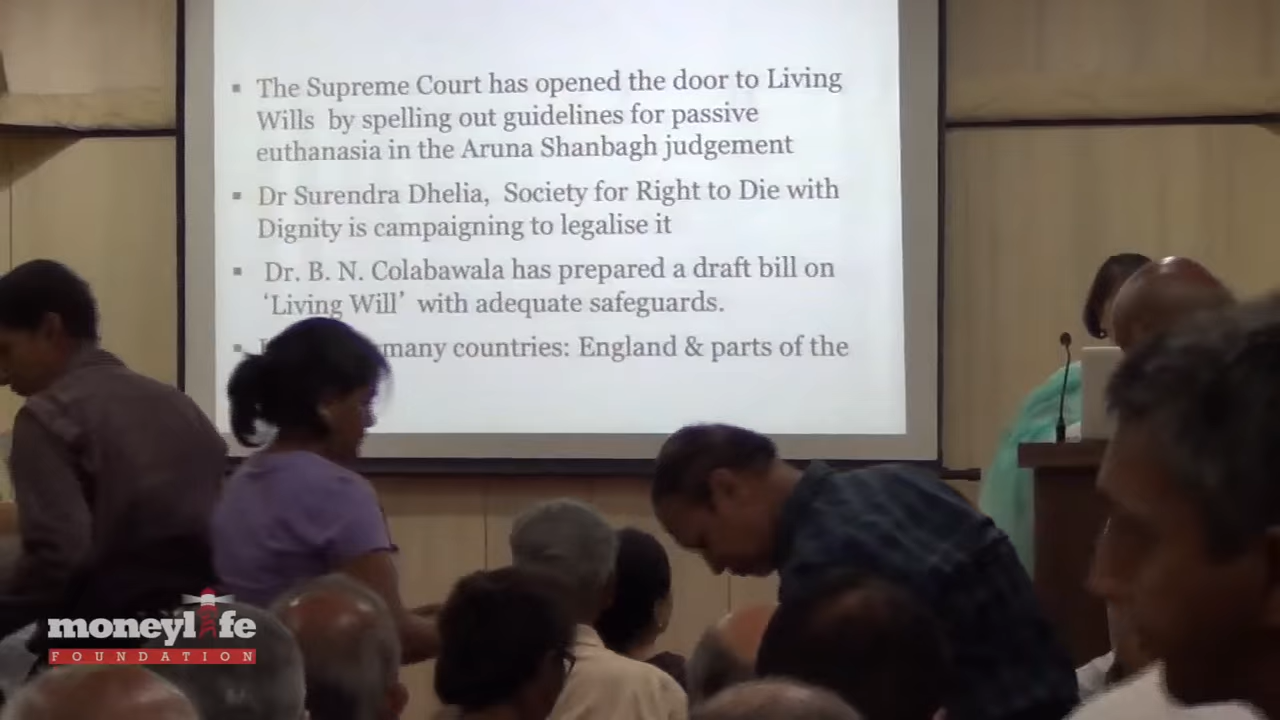 ▪ The Supreme Court has opened the door to Living
Wills by spelling out guidelines for passive
euthanasia in the Aruna Shanbagh judgement
▪ Dr Surendra Dhelia, Society for Right to Die with
Dignity is campaigning to legalise it
▪ Dr. B. N. Colabawala has prepared a draft bill on
‘Living Will’ with adequate safeguards.
▪ many countries: England & parts of the
moneylife
FOUNDATION